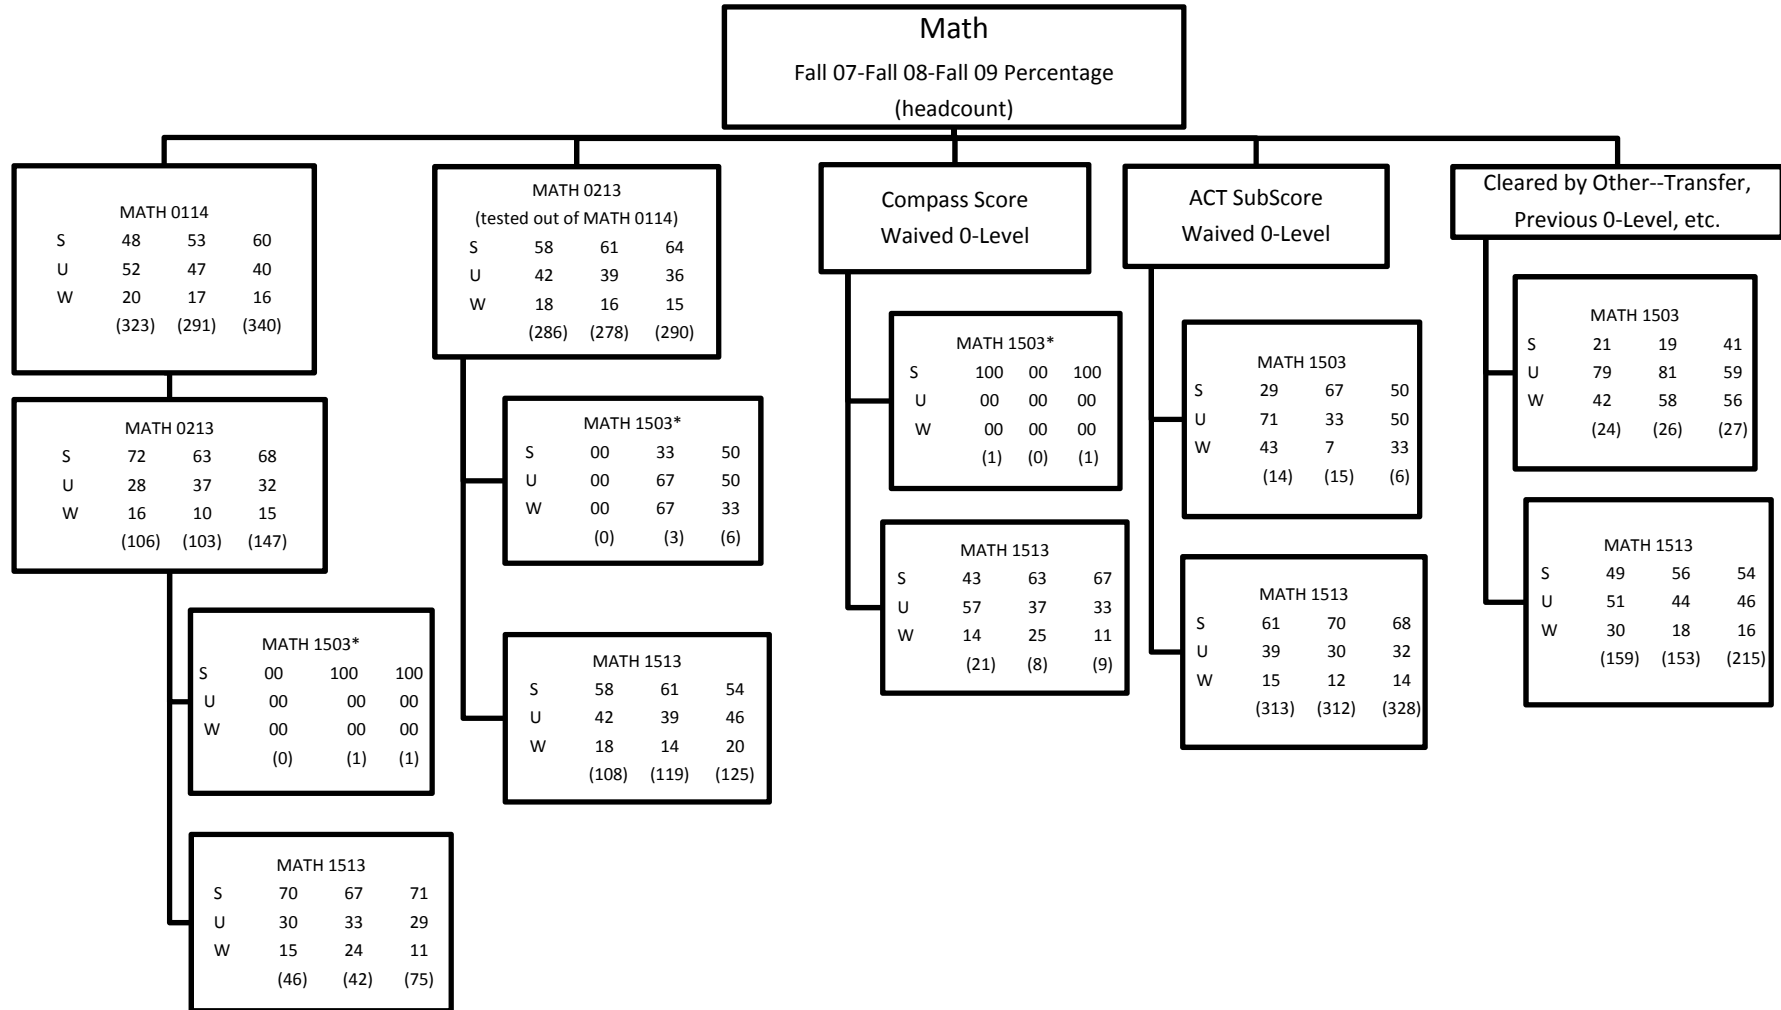 Math
Fall 07-Fall 08-Fall 09 Percentage
(headcount)
MATH 0114
S 48 53 60
U 52 47 40
W 20 17 16
(323) (291) (340)
MATH 0213
S 72 63 68
U 28 37 32
W 16 10 15
(106) (103) (147)
MATH 1503*
S 00 100 100
U 00 00 00
W 00 00 00
(0) (1) (1)
MATH 1513
S 70 67 71
U 30 33 29
W 15 24 11
(46) (42) (75)
MATH 0213
(tested out of MATH 0114)
S 58 61 64
U 42 39 36
W 18 16 15
(286) (278) (290)
MATH 1503*
S 00 33 50
U 00 67 50
W 00 67 33
(0) (3) (6)
MATH 1513
S 58 61 54
U 42 39 46
W 18 14 20
(108) (119) (125)
Compass Score
Waived 0-Level
MATH 1503*
S 100 00 100
U 00 00 00
W 00 00 00
(1) (0) (1)
MATH 1513
S 43 63 67
U 57 37 33
W 14 25 11
(21) (8) (9)
ACT SubScore
Waived 0-Level
MATH 1503
S 29 67 50
U 71 33 50
W 43 7 33
(14) (15) (6)
MATH 1513
S 61 70 68
U 39 30 32
W 15 12 14
(313) (312) (328)
Cleared by Other--Transfer,
Previous 0-Level, etc.
MATH 1503
S 21 19 41
U 79 81 59
W 42 58 56
(24) (26) (27)
MATH 1513
S 49 56 54
U 51 44 46
W 30 18 16
(159) (153) (215)